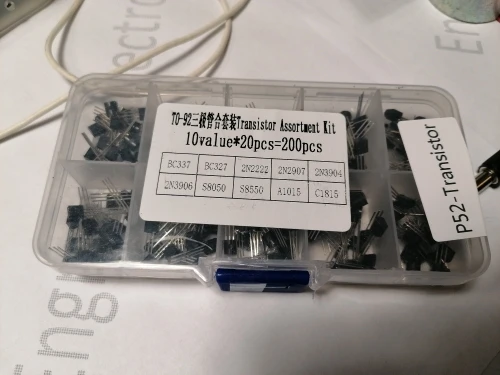 TO-92三极管合套装Transistor Assortment Kit
10value*20pcs=200pcs
BC337 BC327 2N2222 2N2907 2N3904
2N3906 S8050 S8550 A1015 C1815
P52-Transistor